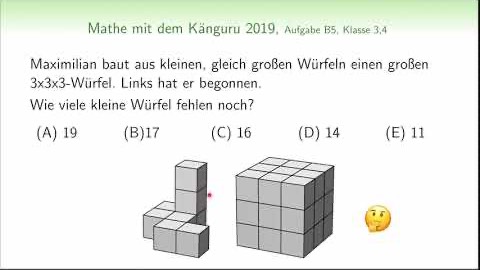 Mathe mit dem Känguru 2019, Aufgabe B5, Klasse 3,4
Maximilian baut aus kleinen, gleich großen Würfeln einen großen
3x3x3-Würfel. Links hat er begonnen.
Wie viele kleine Würfel fehlen noch?
(A) 19 (B)17 (C) 16 (D) 14 (E) 11